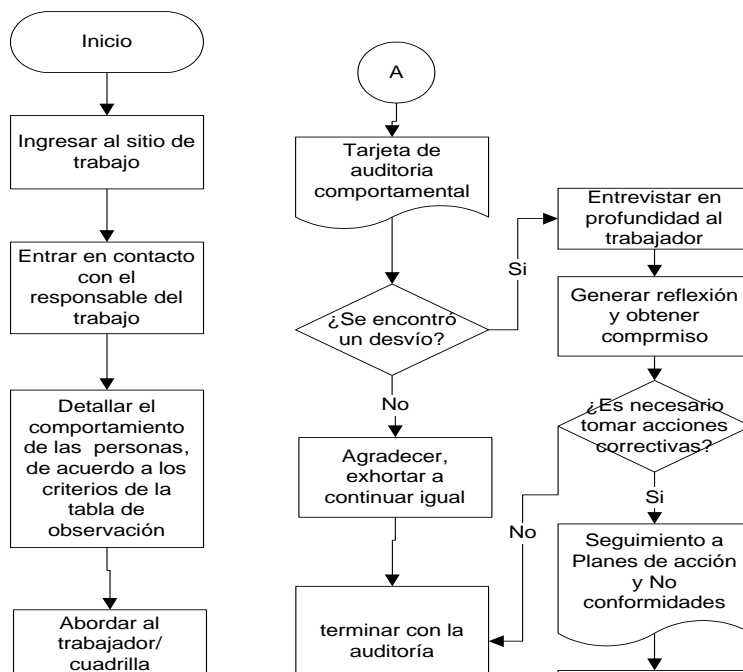 Inicio
Ingresar al sitio de
trabajo
Entrar en contacto
con el
responsable del
trabajo
Detallar el
comportamiento
de las personas,
de acuerdo a los
criterios de la
tabla de
observación
Abordar al
trabajador/
cuadrilla
A
Tarjeta de
auditoria
comportamental
¿Se encontró
un desvío?
Si
No
Agradecer,
exhortar a
continuar igual
terminar con la
auditoría
Entrevistar en
profundidad al
trabajador
Generar reflexión
y obtener
comprmiso
¿Es necesario
tomar acciones
correctivas?
No
Si
Seguimiento a
Planes de acción
y No
conformidades